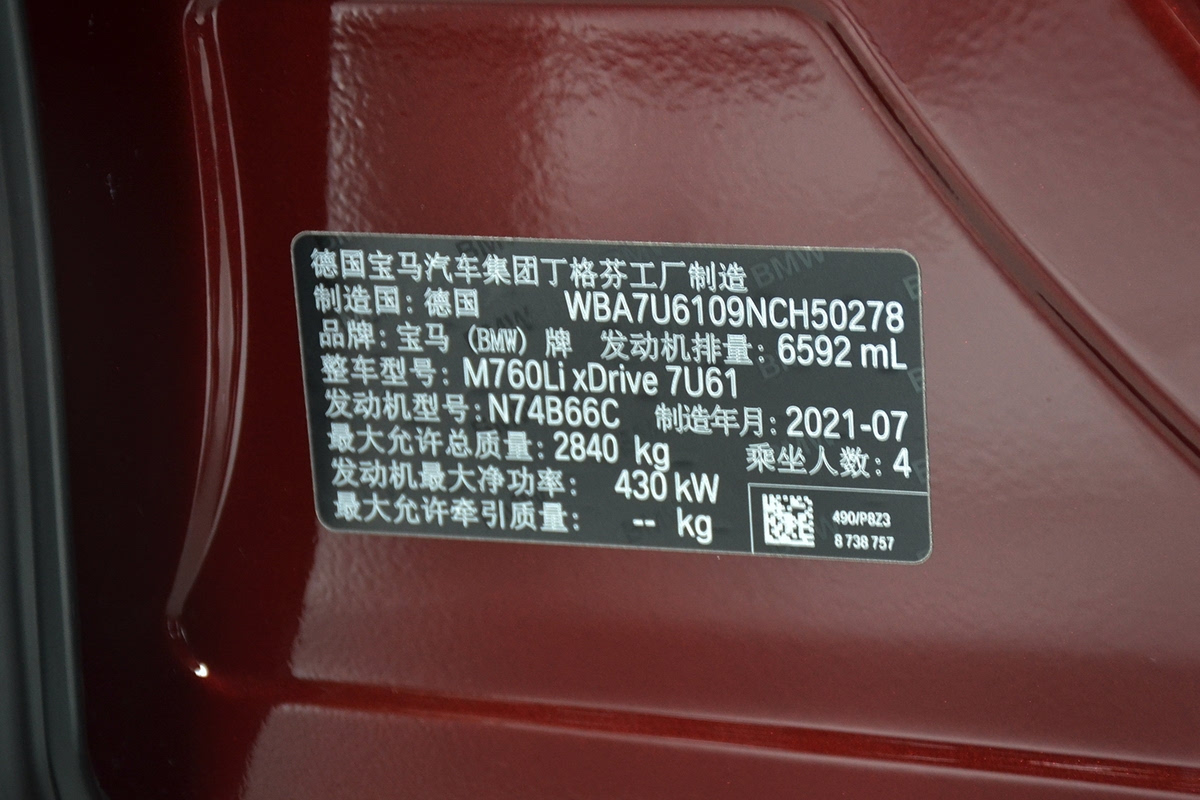 德国宝马汽车集团丁格芬工厂制造
制造国：德国 WBA7U6109NCH50278
品牌：宝马（BMW）牌 发动机排量：6592 mL
整车型号：M760Li xDrive 7U61
发动机型号：N74B66C 制造年月：2021-07
最大允许总质量：2840 kg 乘坐人数：4
发动机最大净功率： 430 kW
最大允许牵引质量： -- kg
490/P8Z3
8 738 757